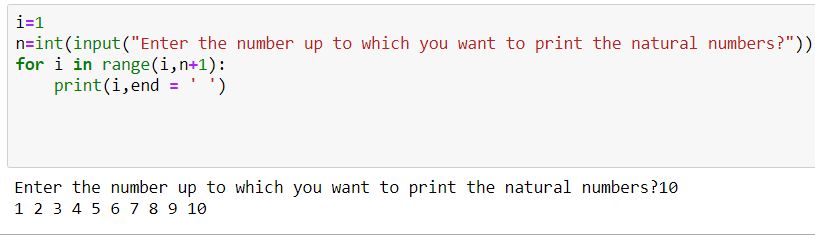 i=1
n=int(input("Enter the number up to which you want to print the natural numbers?"))
for i in range(i,n+1):
    print(i,end = ' ')
Enter the number up to which you want to print the natural numbers?10
1 2 3 4 5 6 7 8 9 10